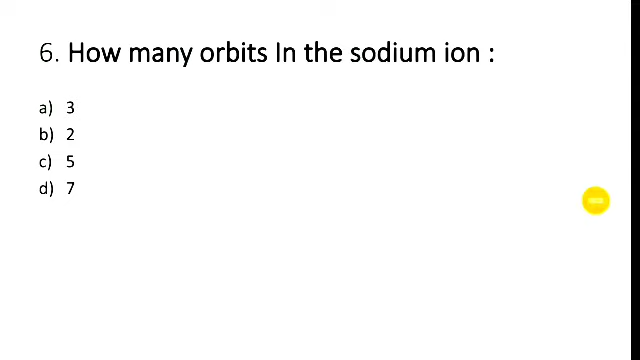 6. How many orbits In the sodium ion :
a) 3
b) 2
c) 5
d) 7